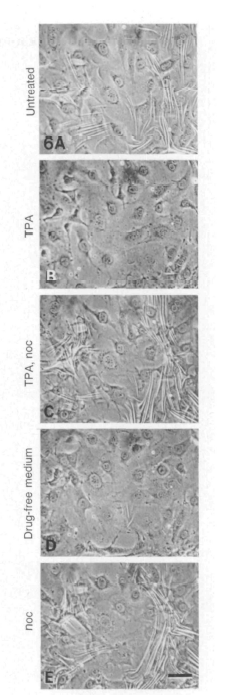 Untreated
6A
TPA
B
TPA, noc
C
Drug-free medium
D
noc
E